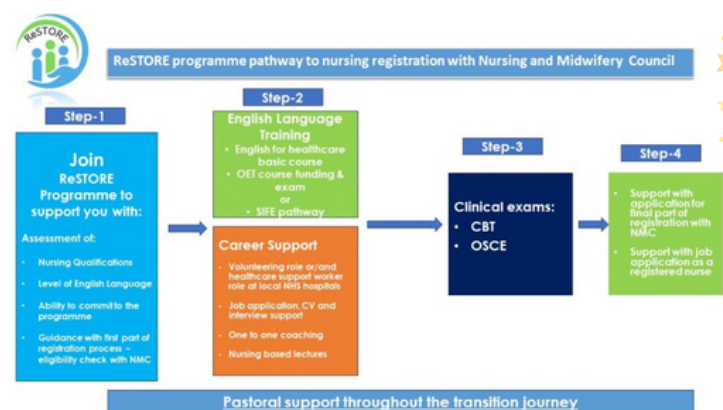 ReSTORE
ReSTORE programme pathway to nursing registration with Nursing and Midwifery Council
Step-1
Join
ReSTORE
Programme to
support you with:
Assessment of:
• Nursing Qualifications
• Level of English Language
• Ability to commit to the
programme
• Guidance with first part of
registration process –
eligibility check with NMC
Step-2
English Language
Training
• English for healthcare
basic course
• OET course funding &
exam
or
• SIFE pathway
Career Support
• Volunteering role or/and
healthcare support worker
role at local NHS hospitals
• Job application, CV and
interview support
• One to one coaching
• Nursing based lectures
Step-3
Clinical exams:
• CBT
• OSCE
Step-4
• Support with
application for
final part of
registration with
NMC
• Support with job
application as a
registered nurse
Pastoral support throughout the transition journey